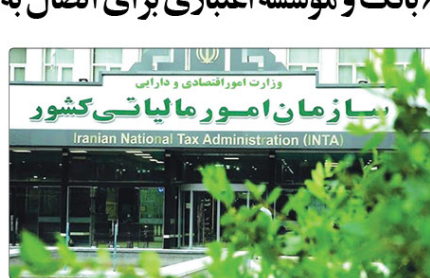 بانک و موسسه اعتباری برای اتصال به
وزارت امور اقتصادی و دارایی
سازمان امور مالیاتی کشور
Iranian National Tax Administration (INTA)